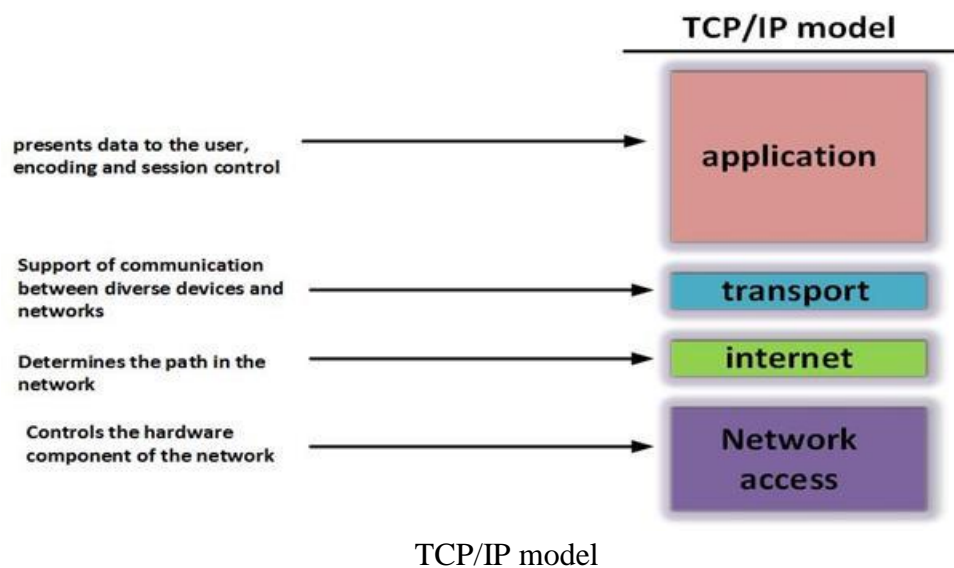 TCP/IP model
presents data to the user,
encoding and session control
application
Support of communication
between diverse devices and
networks
transport
Determines the path in the
network
internet
Controls the hardware
component of the network
Network
access
TCP/IP model